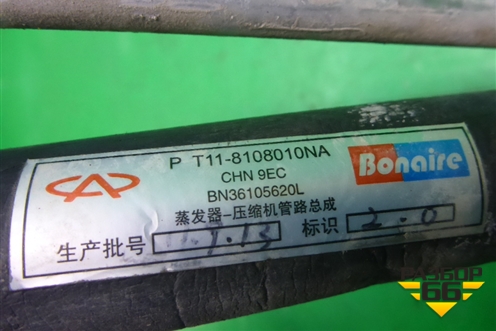 P T11-8108010NA
Bonaire
CHN 9EC
BN36105620L
蒸发器-压缩机管路总成
生产批号 标识 2.0
66